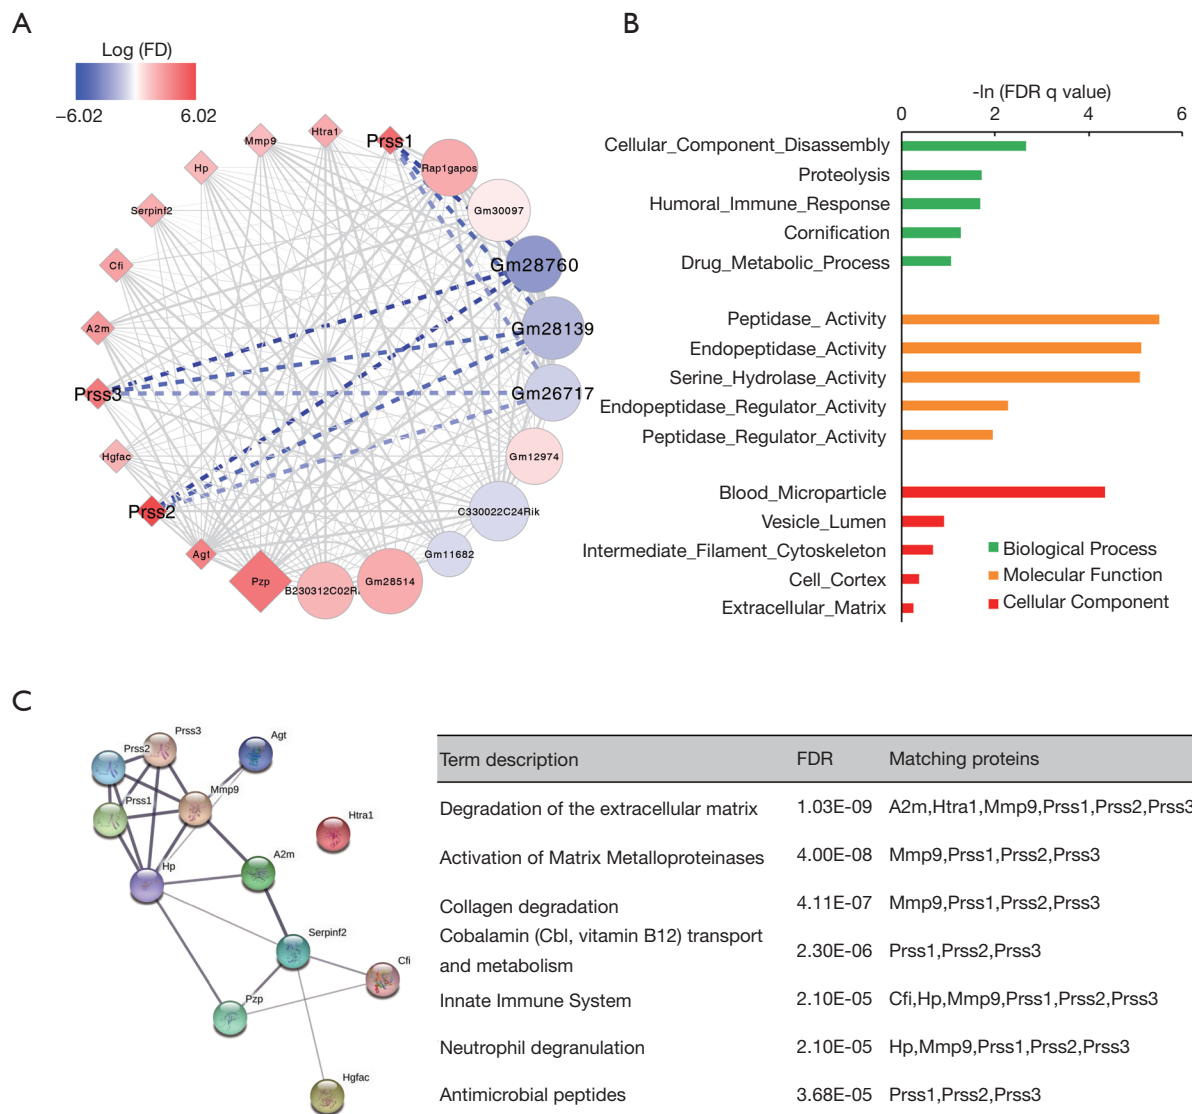 A
Log (FD)
−6.02 6.02
Htra1
Mmp9
Prss1
Hp
Rap1gapos
Serpinf2
Gm30097
Cfi
Gm28760
A2m
Gm28139
Prss3
Gm26717
Hgfac
Gm12974
Prss2
C330022C24Rik
Agt
Gm11682
Pzp
B230312C02Ri
Gm28514
B
-ln (FDR q value)
0 2 4 6
Cellular_Component_Disassembly
Proteolysis
Humoral_Immune_Response
Cornification
Drug_Metabolic_Process
Peptidase_ Activity
Endopeptidase_Activity
Serine_Hydrolase_Activity
Endopeptidase_Regulator_Activity
Peptidase_Regulator_Activity
Blood_Microparticle
Vesicle_Lumen
Intermediate_Filament_Cytoskeleton
Cell_Cortex
Extracellular_Matrix
Biological Process
Molecular Function
Cellular Component
C
Prss3
Agt
Prss2
Mmp9
Prss1
Htra1
Hp
A2m
Serpinf2
Cfi
Pzp
Hgfac
Term description FDR Matching proteins
Degradation of the extracellular matrix 1.03E-09 A2m,Htra1,Mmp9,Prss1,Prss2,Prss3
Activation of Matrix Metalloproteinases 4.00E-08 Mmp9,Prss1,Prss2,Prss3
Collagen degradation 4.11E-07 Mmp9,Prss1,Prss2,Prss3
Cobalamin (Cbl, vitamin B12) transport
and metabolism 2.30E-06 Prss1,Prss2,Prss3
Innate Immune System 2.10E-05 Cfi,Hp,Mmp9,Prss1,Prss2,Prss3
Neutrophil degranulation 2.10E-05 Hp,Mmp9,Prss1,Prss2,Prss3
Antimicrobial peptides 3.68E-05 Prss1,Prss2,Prss3